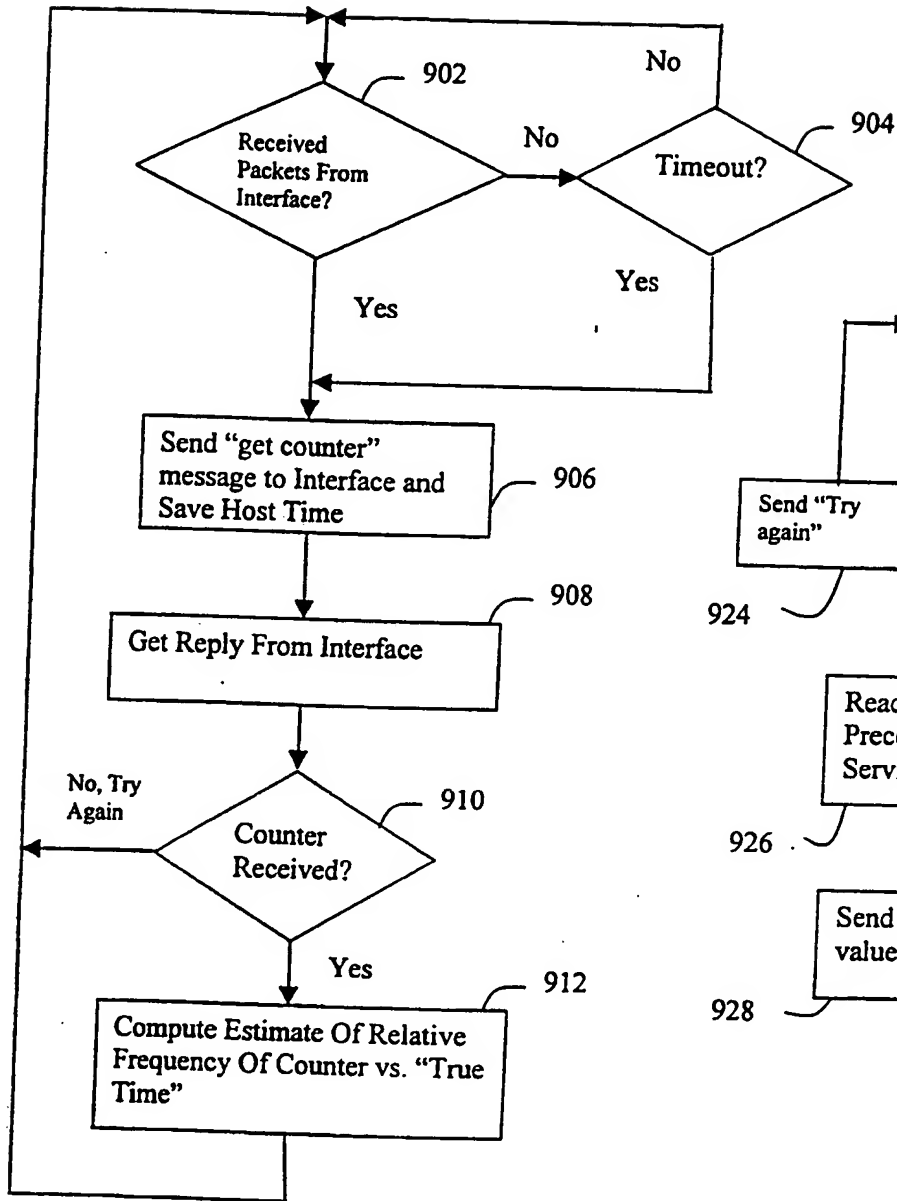 No
902
904
Received
Packets From
Interface?
No
Timeout?
Yes
Yes
Send “get counter”
message to Interface and
Save Host Time
906
Send “Try
again”
924
908
Get Reply From Interface
No, Try
Again
910
Counter
Received?
926
Yes
Send
value
928
912
Compute Estimate Of Relative
Frequency Of Counter vs. “True
Time”